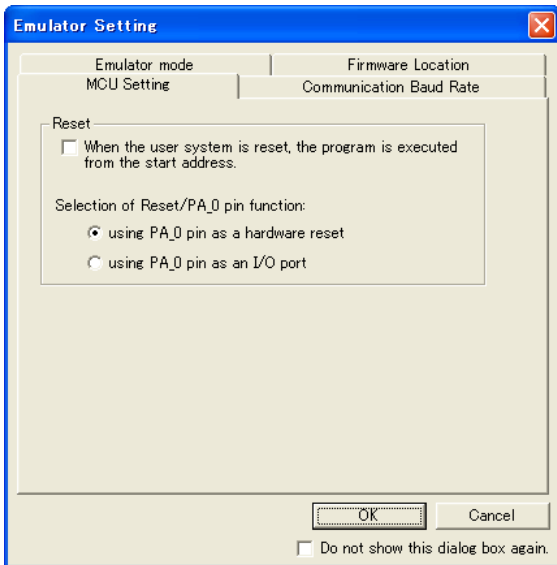 Emulator Setting
Emulator mode
Firmware Location
MCU Setting
Communication Baud Rate
Reset
When the user system is reset, the program is executed
from the start address.
Selection of Reset/PA_0 pin function:
using PA_0 pin as a hardware reset
using PA_0 pin as an I/O port
OK
Cancel
Do not show this dialog box again.